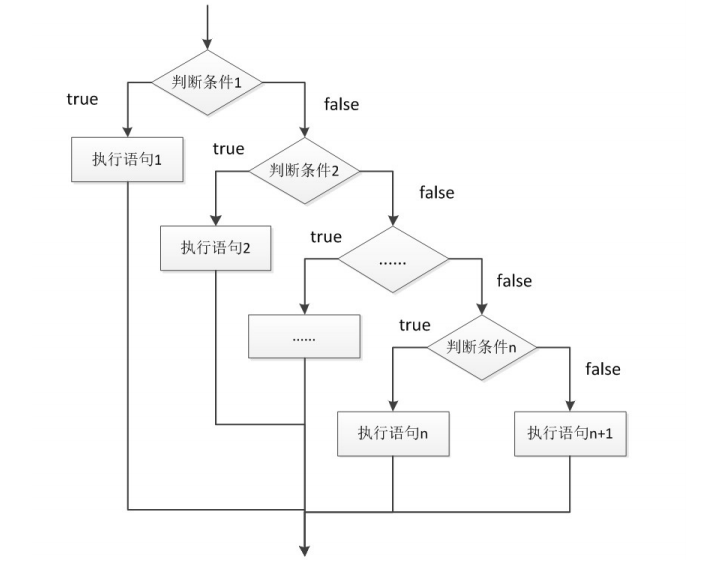 判断条件1
true
false
执行语句1
true
判断条件2
false
执行语句2
true
......
false
......
true
判断条件n
false
执行语句n
执行语句n+1